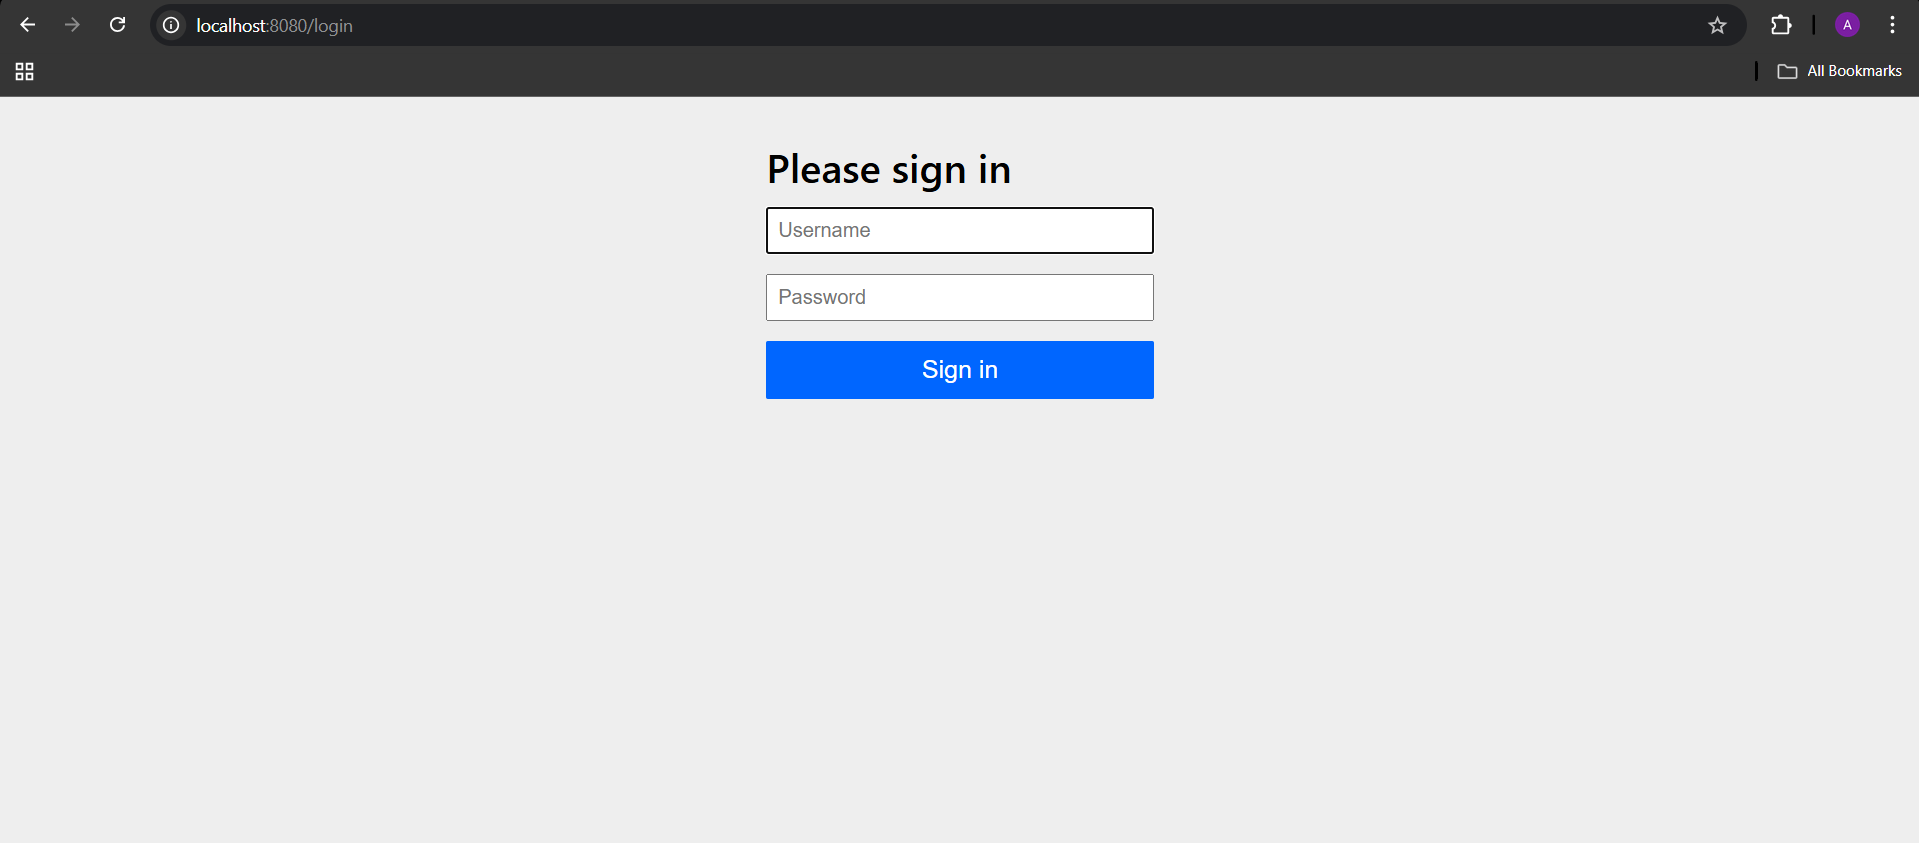 localhost:8080/login
A
All Bookmarks
Please sign in
Username
Password
Sign in